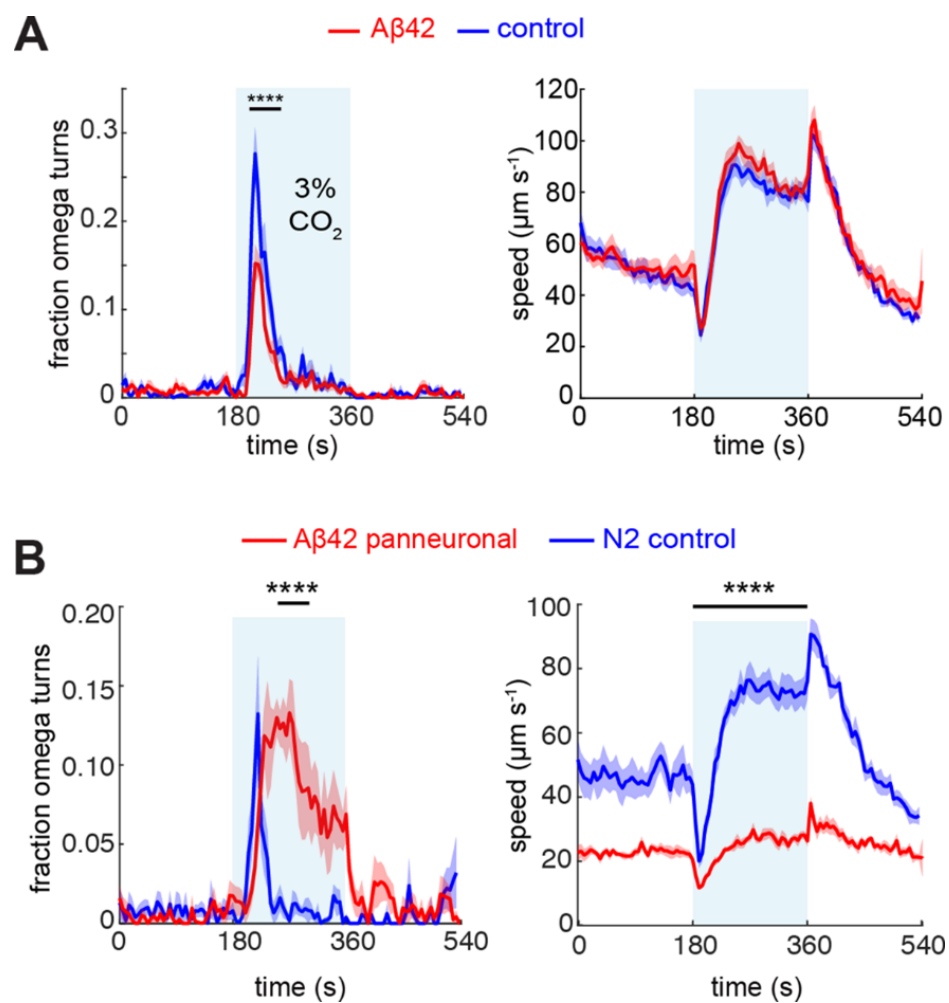 A
Aβ42 control
****
3%
CO₂
fraction omega turns
0.3
0.2
0.1
0
0 180 360 540
time (s)
speed (µm s⁻¹)
120
100
80
60
40
20
0
0 180 360 540
time (s)
B
Aβ42 panneuronal N2 control
****
fraction omega turns
0.20
0.15
0.10
0.05
0
0 180 360 540
time (s)
****
speed (µm s⁻¹)
100
80
60
40
20
0
0 180 360 540
time (s)